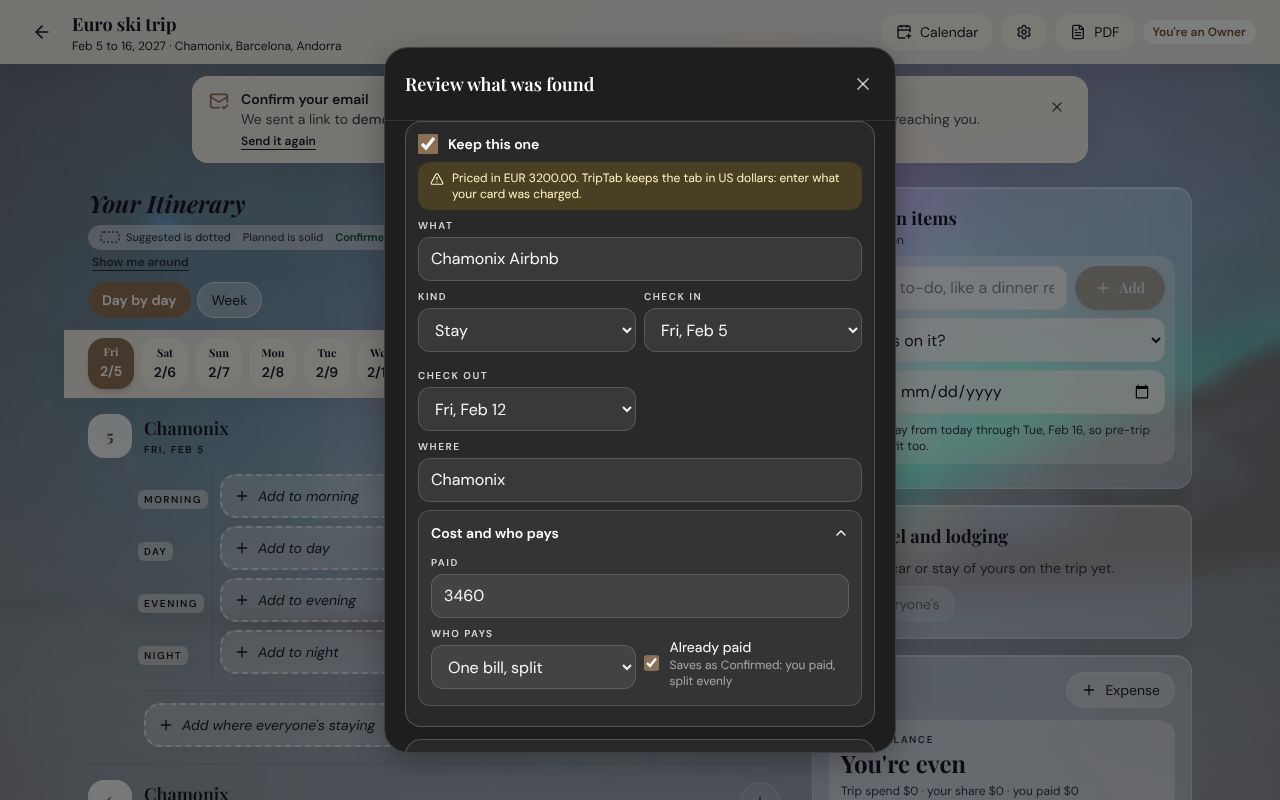 Euro ski trip
Feb 5 to 16, 2027 · Chamonix, Barcelona, Andorra
Calendar
PDF
You're an Owner
Confirm your email
We sent a link to
reaching you.
Send it again
Your Itinerary
Suggested is dotted Planned is solid
Show me around
Day by day
Week
Fri
2/5
Sat
2/6
Sun
2/7
Mon
2/8
Tue
2/9
5
Chamonix
FRI, FEB 5
MORNING
+ Add to morning
DAY
+ Add to day
EVENING
+ Add to evening
NIGHT
+ Add to night
+ Add where everyone's staying
Chamonix
Review what was found
Keep this one
Priced in EUR 3200.00. TripTab keeps the tab in US dollars: enter what
your card was charged.
WHAT
Chamonix Airbnb
KIND
CHECK IN
Stay
Fri, Feb 5
CHECK OUT
Fri, Feb 12
WHERE
Chamonix
Cost and who pays
PAID
3460
WHO PAYS
One bill, split
Already paid
Saves as Confirmed: you paid,
split evenly
items
to-do, like a dinner
+ Add
on it?
mm/dd/yyyy
from today through Tue, Feb 16, so pre-trip
too.
and lodging
car or stay of yours on the trip yet.
+ Expense
You're even
Trip spend $0 · your share $0 · you paid $0